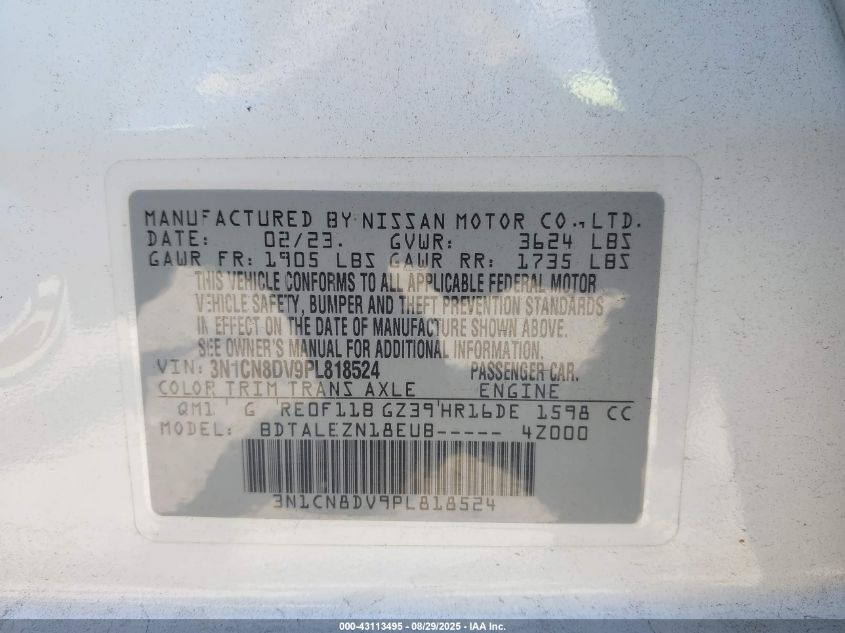 MANUFACTURED BY NISSAN MOTOR CO., LTD.
DATE: 02/23. GVWR: 3624 LBS
GAWR FR: 1905 LBS GAWR RR: 1735 LBS
THIS VEHICLE CONFORMS TO ALL APPLICABLE FEDERAL MOTOR
VEHICLE SAFETY, BUMPER AND THEFT PREVENTION STANDARDS
IN EFFECT ON THE DATE OF MANUFACTURE SHOWN ABOVE.
SEE OWNER'S MANUAL FOR ADDITIONAL INFORMATION.
VIN: 3N1CN8DV9PL818524 PASSENGER CAR.
COLOR TRIM TRANS AXLE ENGINE
QM1 G RE0F11B GZ39 HR16DE 1598 CC
MODEL: BDTALEZN18EUB----- 4Z000
3N1CN8DV9PL818524
000-43113495 - 08/29/2025 - IAA Inc.